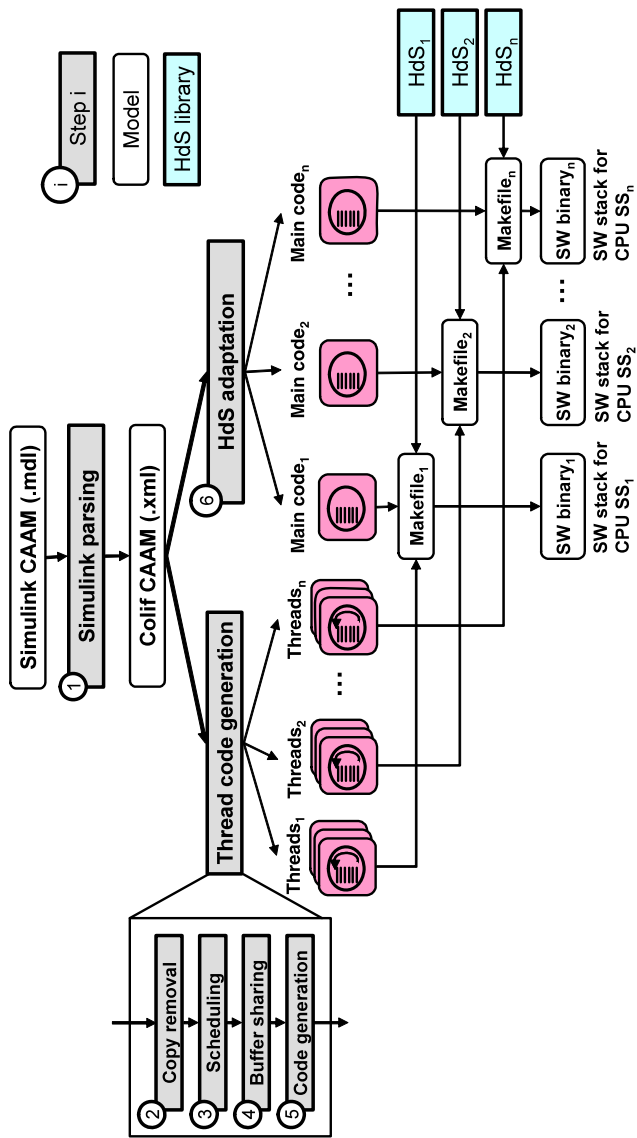 Simulink CAAM (.mdl)
1
Simulink parsing
Colif CAAM (.xml)
i
Step i
Model
HdS library
2
Copy removal
3
Scheduling
4
Buffer sharing
5
Code generation
Thread code generation
6
HdS adaptation
Threads₁
Threads₂
...
Threadsₙ
Main code₁
Main code₂
...
Main codeₙ
HdS₁
HdS₂
HdSₙ
Makefile₁
Makefile₂
Makefileₙ
SW binary₁
SW binary₂
...
SW binaryₙ
SW stack for
CPU SS₁
SW stack for
CPU SS₂
SW stack for
CPU SSₙ